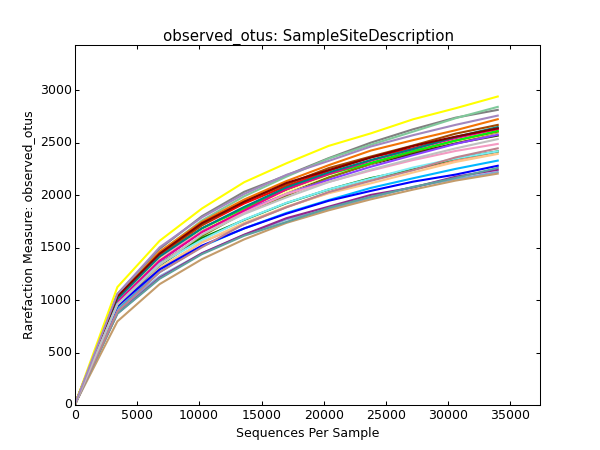 observed_otus: SampleSiteDescription
Rarefaction Measure: observed_otus
3000
2500
2000
1500
1000
500
0
0 5000 10000 15000 20000 25000 30000 35000
Sequences Per Sample